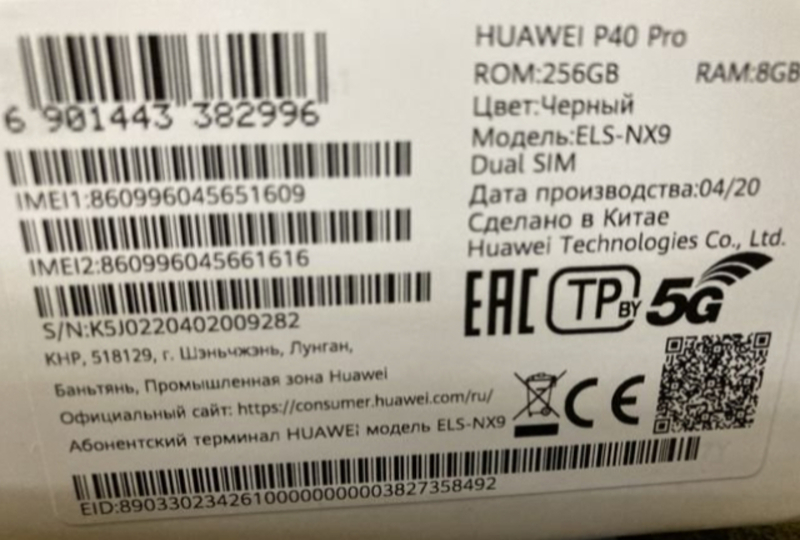 6 901443 382996
IMEI1:860996045651609
IMEI2:860996045661616
S/N:K5J0220402009282
КНР, 518129, г. Шэньчжэнь, Лунган,
Баньтянь, Промышленная зона Huawei
Официальный сайт: https://consumer.huawei.com/ru/
Абонентский терминал HUAWEI модель ELS-NX9
EID:89033023426100000000003827358492
HUAWEI P40 Pro
ROM:256GB RAM:8GB
Цвет:Черный
Модель:ELS-NX9
Dual SIM
Дата производства:04/20
Сделано в Китае
Huawei Technologies Co., Ltd.
EAC TP BY 5G
CE